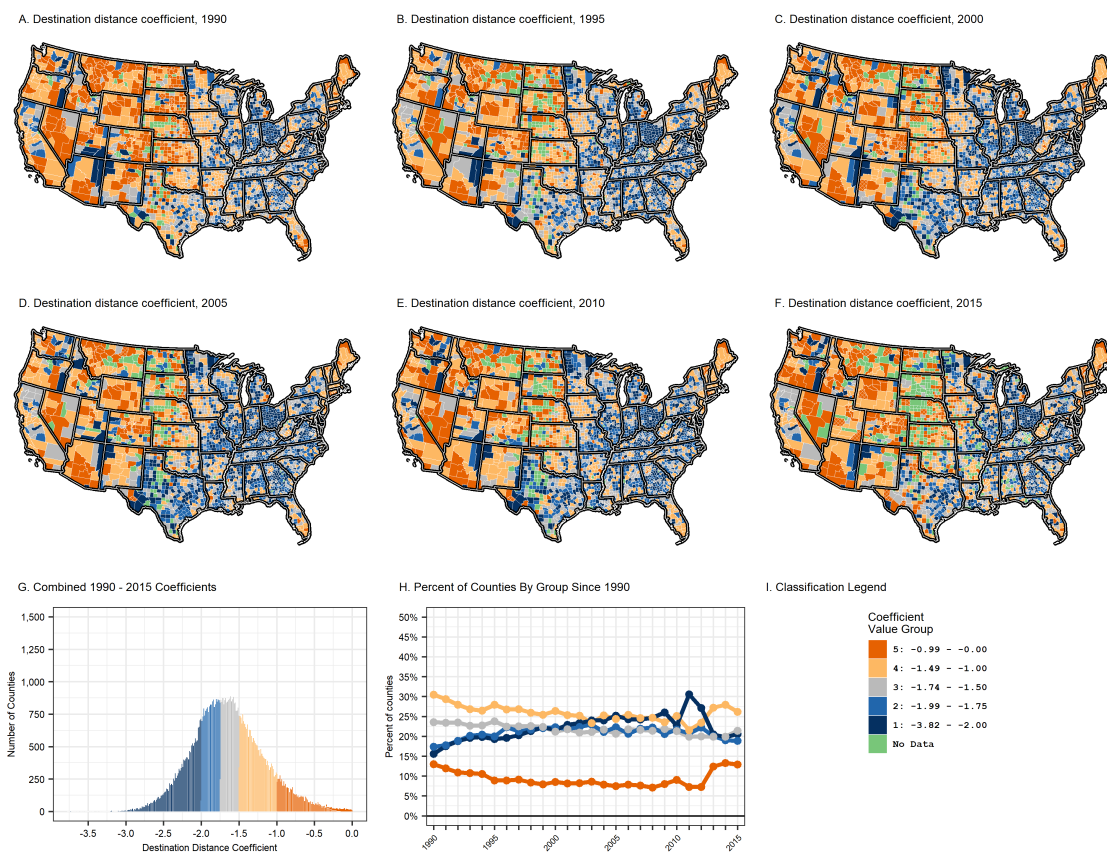 A. Destination distance coefficient, 1990
B. Destination distance coefficient, 1995
C. Destination distance coefficient, 2000
D. Destination distance coefficient, 2005
E. Destination distance coefficient, 2010
F. Destination distance coefficient, 2015
G. Combined 1990 - 2015 Coefficients
Number of Counties
1,500
1,250
1,000
750
500
250
0
-3.5
-3.0
-2.5
-2.0
-1.5
-1.0
-0.5
0.0
Destination Distance Coefficient
H. Percent of Counties By Group Since 1990
Percent of counties
50%
45%
40%
35%
30%
25%
20%
15%
10%
5%
0%
1990
1995
2000
2005
2010
2015
I. Classification Legend
Coefficient
Value Group
5: -0.99 - -0.00
4: -1.49 - -1.00
3: -1.74 - -1.50
2: -1.99 - -1.75
1: -3.82 - -2.00
No Data